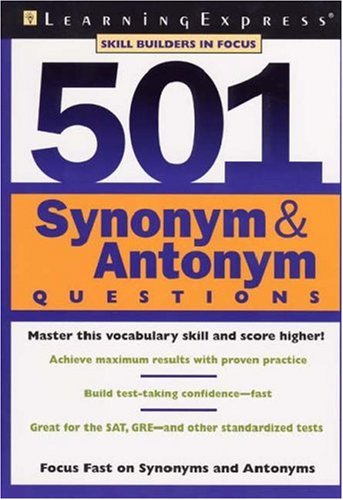 LEARNINGEXPRESS®
SKILL BUILDERS IN FOCUS
501
Synonym &
Antonym
QUESTIONS
Master this vocabulary skill and score higher!
Achieve maximum results with proven practice
Build test-taking confidence—fast
Great for the SAT, GRE—and other standardized tests
Focus Fast on Synonyms and Antonyms